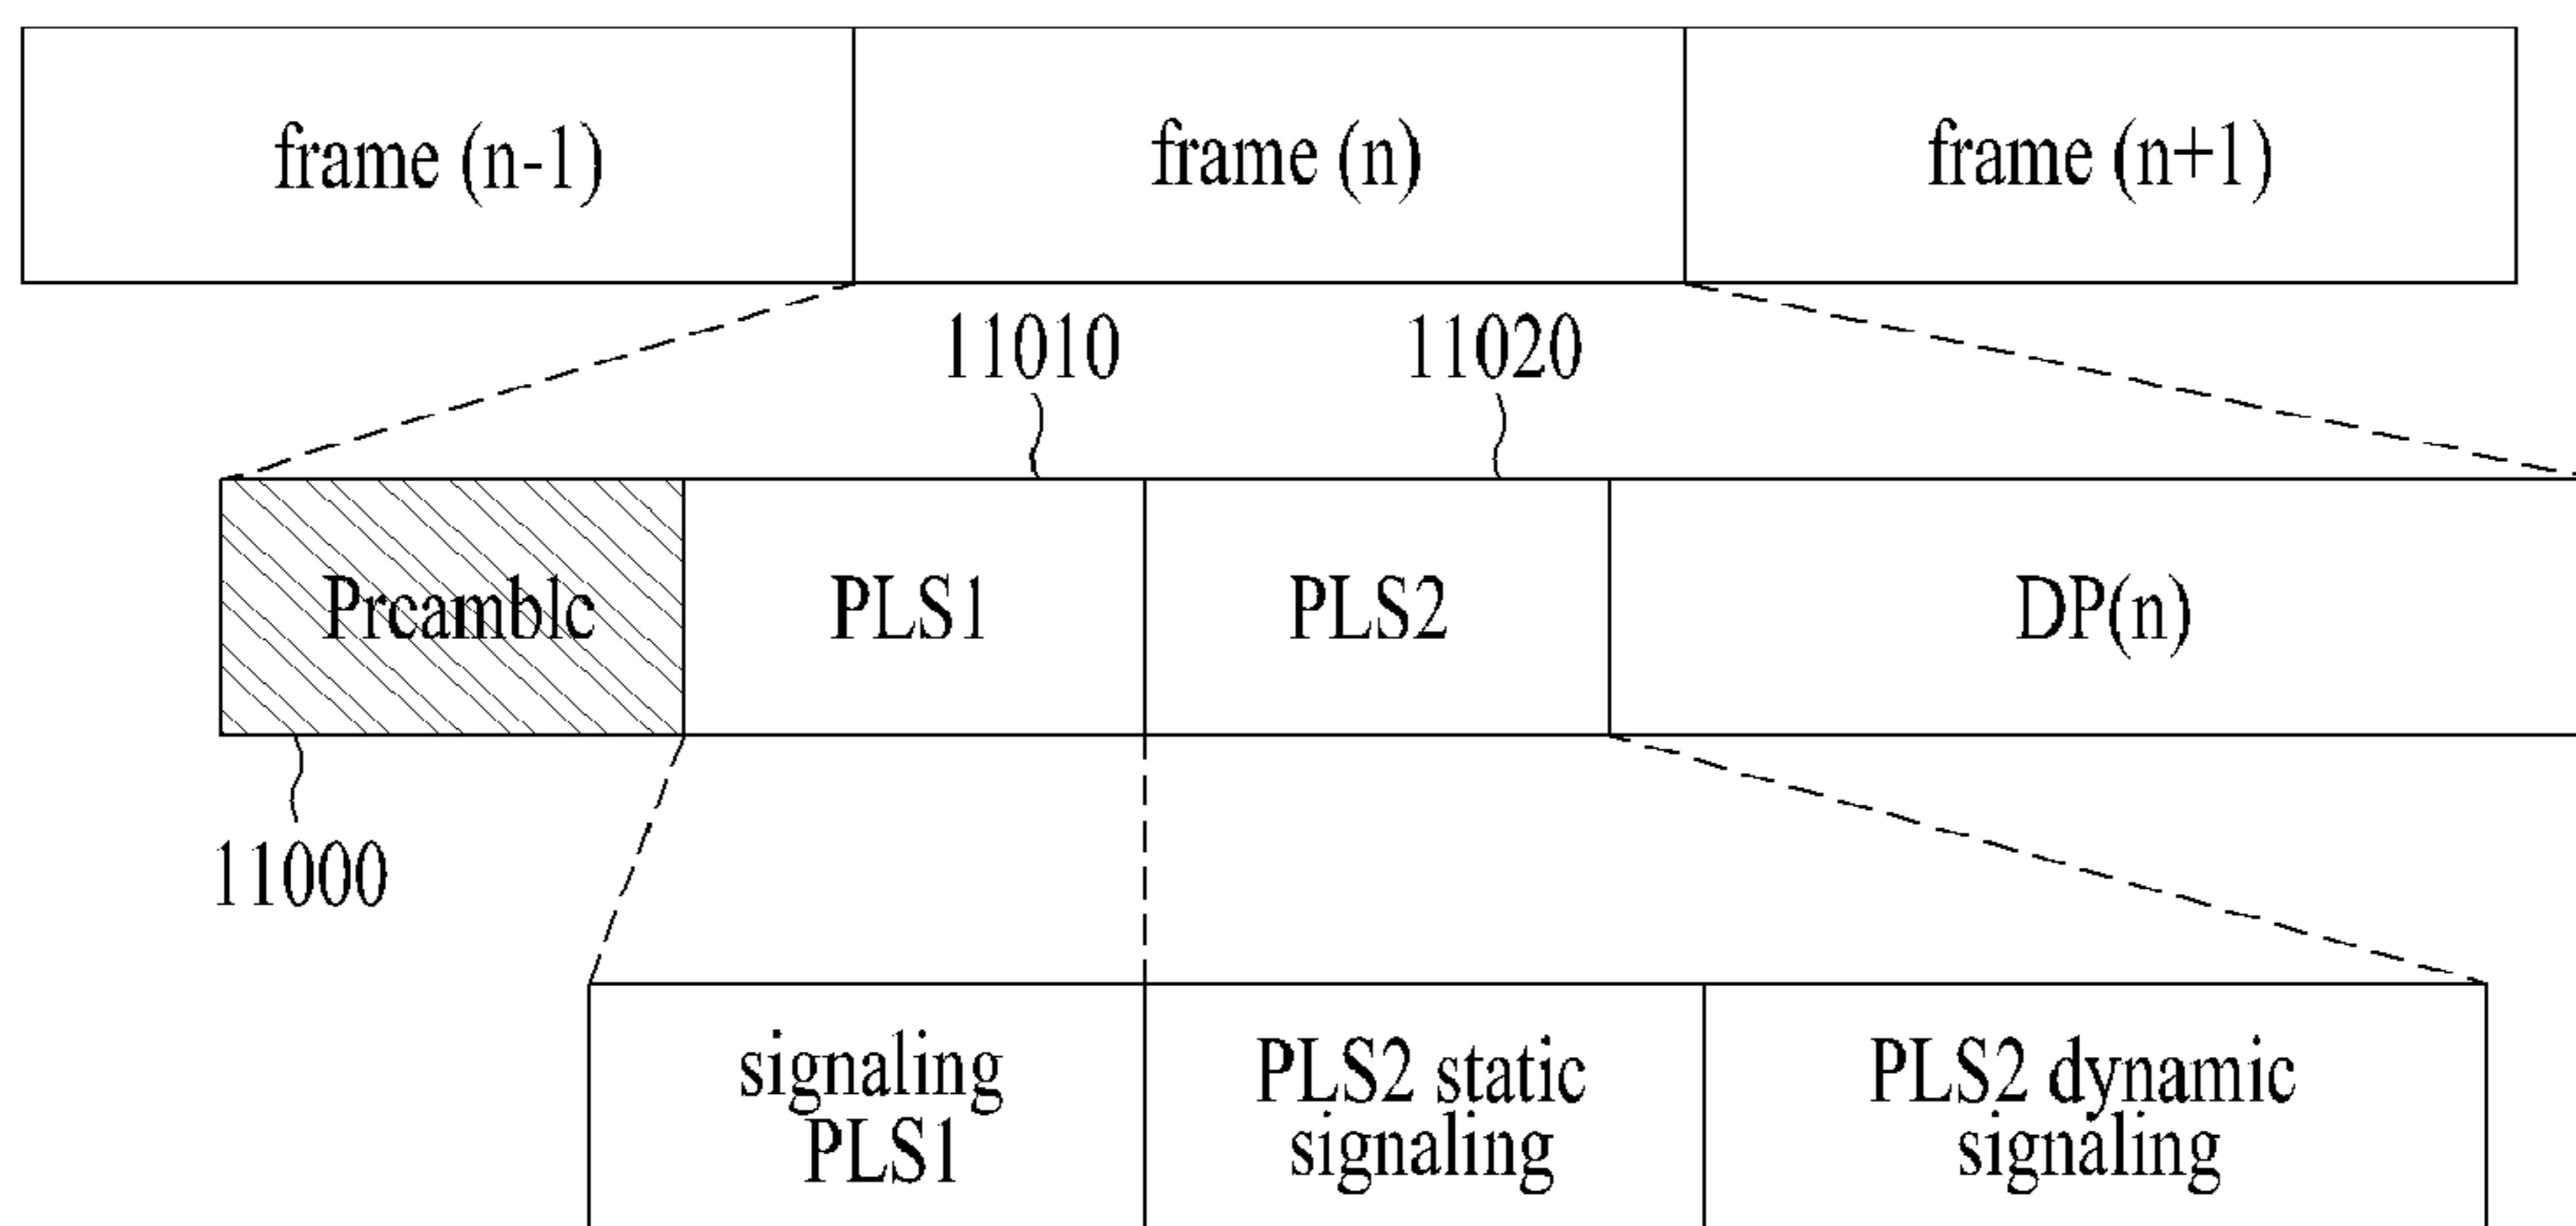 frame (n-1)
frame (n)
frame (n+1)
11010
11020
Preamble
PLS1
PLS2
DP(n)
11000
signaling
PLS1
PLS2 static
signaling
PLS2 dynamic
signaling